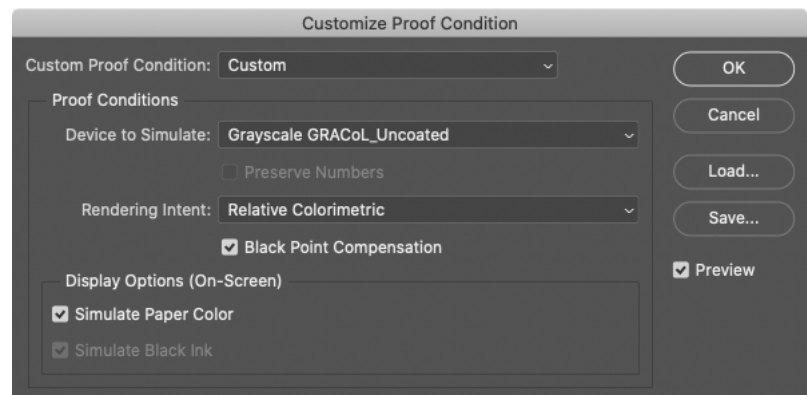 Customize Proof Condition
Custom Proof Condition: Custom
OK
Proof Conditions
Cancel
Device to Simulate: Grayscale GRACoL_Uncoated
Preserve Numbers
Load...
Rendering Intent: Relative Colorimetric
Save...
Black Point Compensation
Preview
Display Options (On-Screen)
Simulate Paper Color
Simulate Black Ink